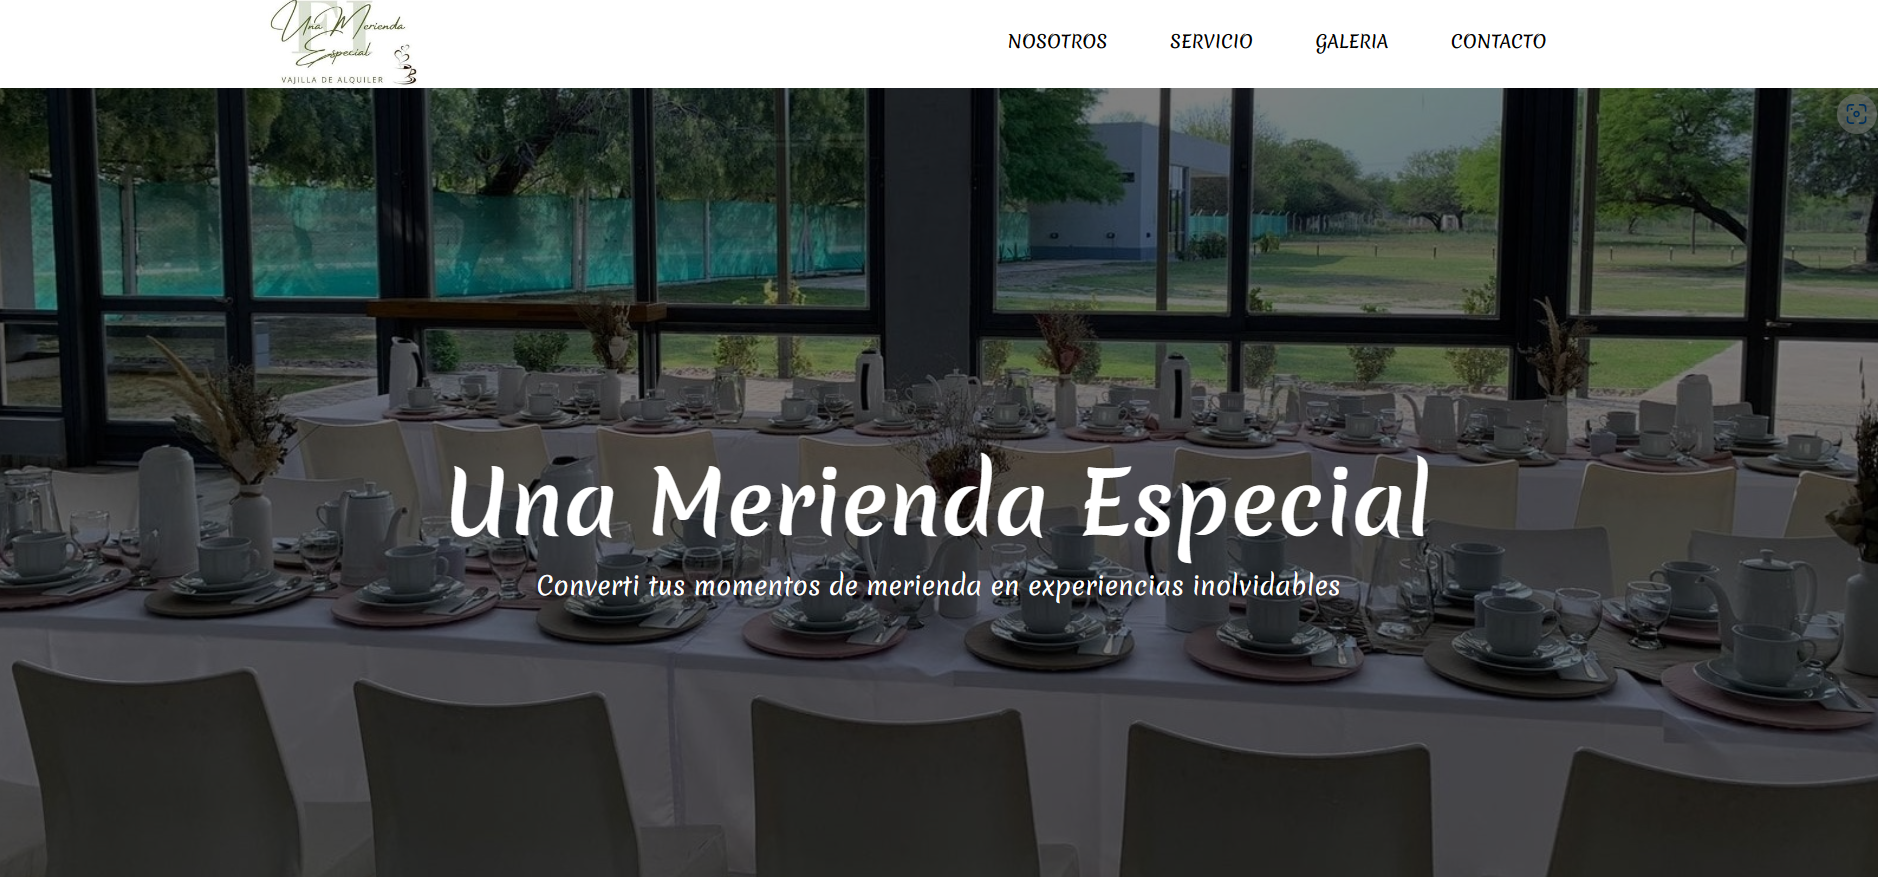 Una Merienda
Especial
VAJILLA DE ALQUILER
NOSOTROS SERVICIO GALERIA CONTACTO
Una Merienda Especial
Converti tus momentos de merienda en experiencias inolvidables